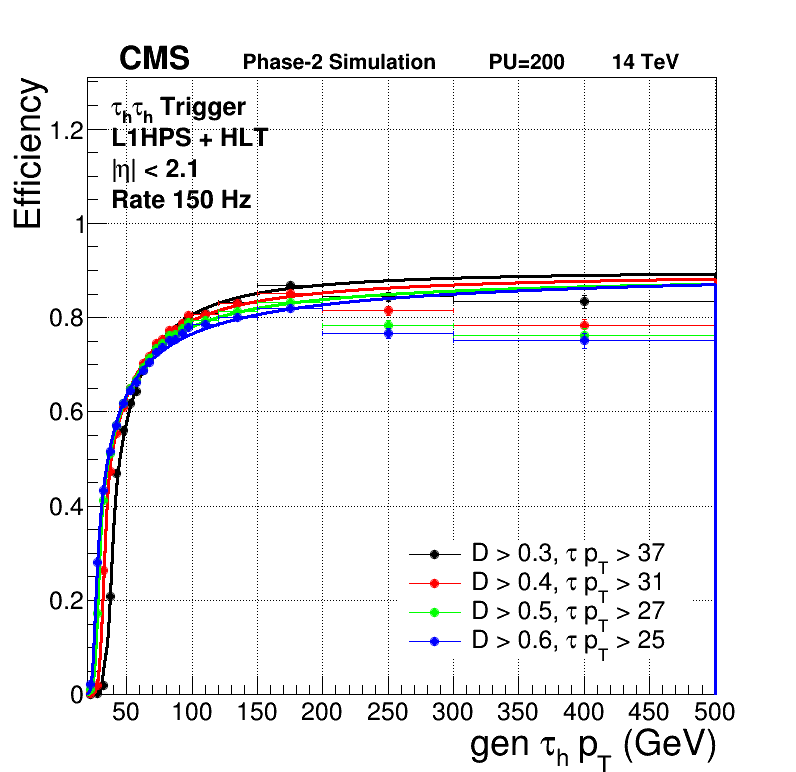 CMS Phase-2 Simulation PU=200 14 TeV
Efficiency
τhτh Trigger
L1HPS + HLT
|η| < 2.1
Rate 150 Hz
1.2
1
0.8
0.6
0.4
0.2
0
D > 0.3, τ pT > 37
D > 0.4, τ pT > 31
D > 0.5, τ pT > 27
D > 0.6, τ pT > 25
50 100 150 200 250 300 350 400 450 500
gen τh pT (GeV)